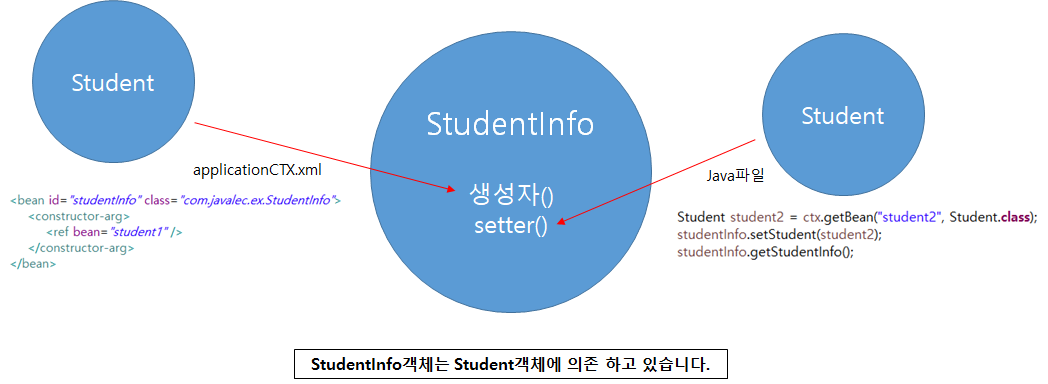 Student
applicationCTX.xml
<bean id="studentInfo" class="com.javalec.ex.StudentInfo">
<constructor-arg>
<ref bean="student1" />
</constructor-arg>
</bean>
StudentInfo
생성자()
setter()
Student
Java파일
Student student2 = ctx.getBean("student2", Student.class);
studentInfo.setStudent(student2);
studentInfo.getStudentInfo();
StudentInfo객체는 Student객체에 의존 하고 있습니다.